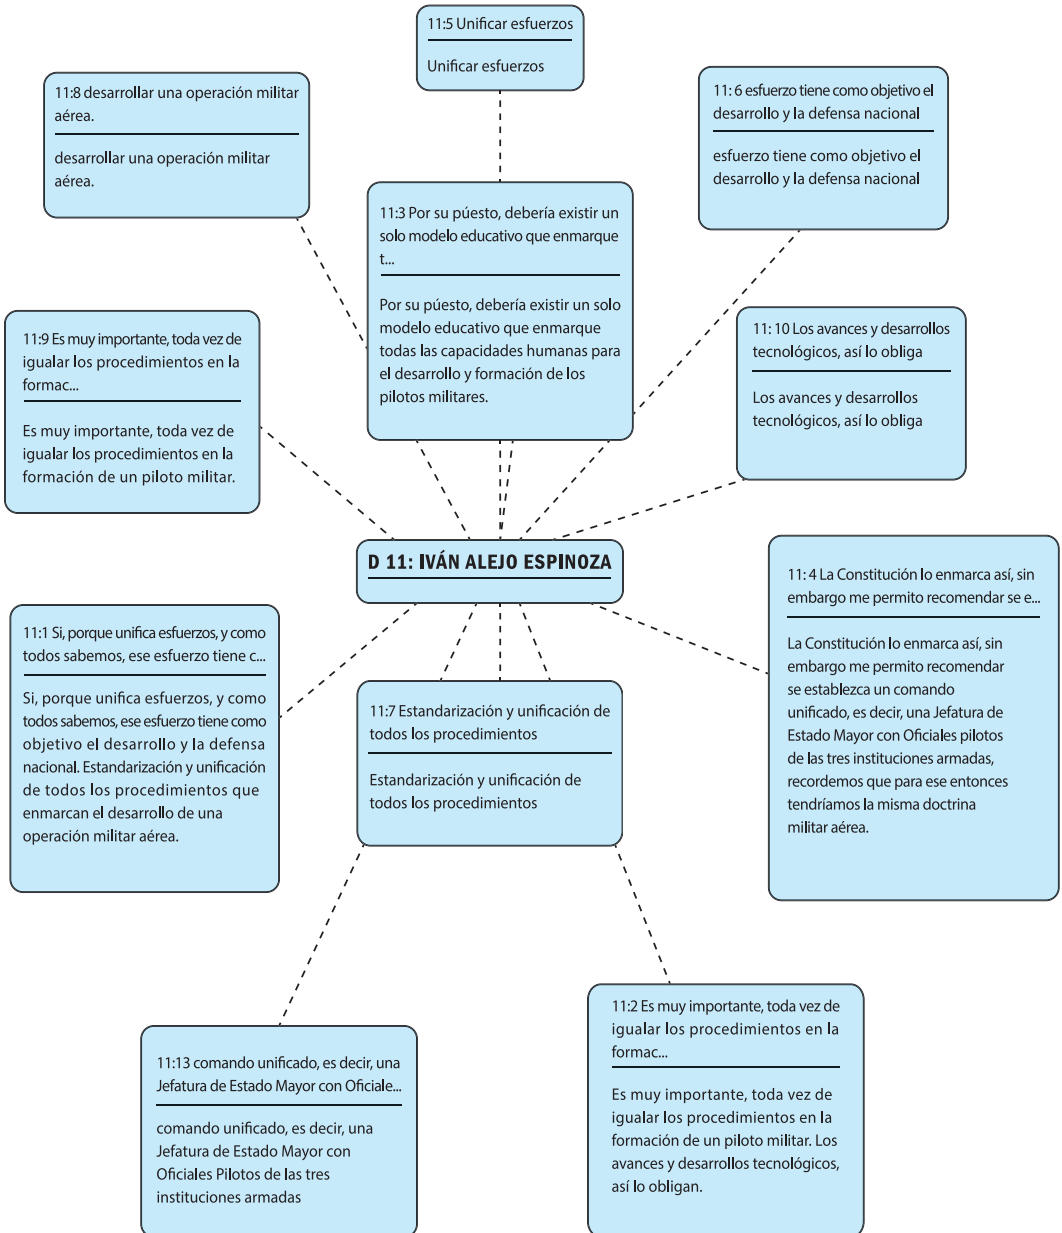 11:5 Unificar esfuerzos
Unificar esfuerzos
11:8 desarrollar una operación militar
aérea.
desarrollar una operación militar
aérea.
11: 6 esfuerzo tiene como objetivo el
desarrollo y la defensa nacional
esfuerzo tiene como objetivo el
desarrollo y la defensa nacional
11:3 Por su púesto, debería existir un
solo modelo educativo que enmarque
t...
Por su púesto, debería existir un solo
modelo educativo que enmarque
todas las capacidades humanas para
el desarrollo y formación de los
pilotos militares.
11:9 Es muy importante, toda vez de
igualar los procedimientos en la
formac...
Es muy importante, toda vez de
igualar los procedimientos en la
formación de un piloto militar.
11: 10 Los avances y desarrollos
tecnológicos, así lo obliga
Los avances y desarrollos
tecnológicos, así lo obliga
D 11: IVÁN ALEJO ESPINOZA
11: 4 La Constitución lo enmarca así, sin
embargo me permito recomendar se e...
La Constitución lo enmarca así, sin
embargo me permito recomendar
se establezca un comando
unificado, es decir, una Jefatura de
Estado Mayor con Oficiales pilotos
de las tres instituciones armadas,
recordemos que para ese entonces
tendríamos la misma doctrina
militar aérea.
11:1 Si, porque unifica esfuerzos, y como
todos sabemos, ese esfuerzo tiene c...
Si, porque unifica esfuerzos, y como
todos sabemos, ese esfuerzo tiene como
objetivo el desarrollo y la defensa
nacional. Estandarización y unificación
de todos los procedimientos que
enmarcan el desarrollo de una
operación militar aérea.
11:7 Estandarización y unificación de
todos los procedimientos
Estandarización y unificación de
todos los procedimientos
11:13 comando unificado, es decir, una
Jefatura de Estado Mayor con Oficiale...
comando unificado, es decir, una
Jefatura de Estado Mayor con
Oficiales Pilotos de las tres
instituciones armadas
11:2 Es muy importante, toda vez de
igualar los procedimientos en la
formac...
Es muy importante, toda vez de
igualar los procedimientos en la
formación de un piloto militar. Los
avances y desarrollos tecnológicos,
así lo obligan.